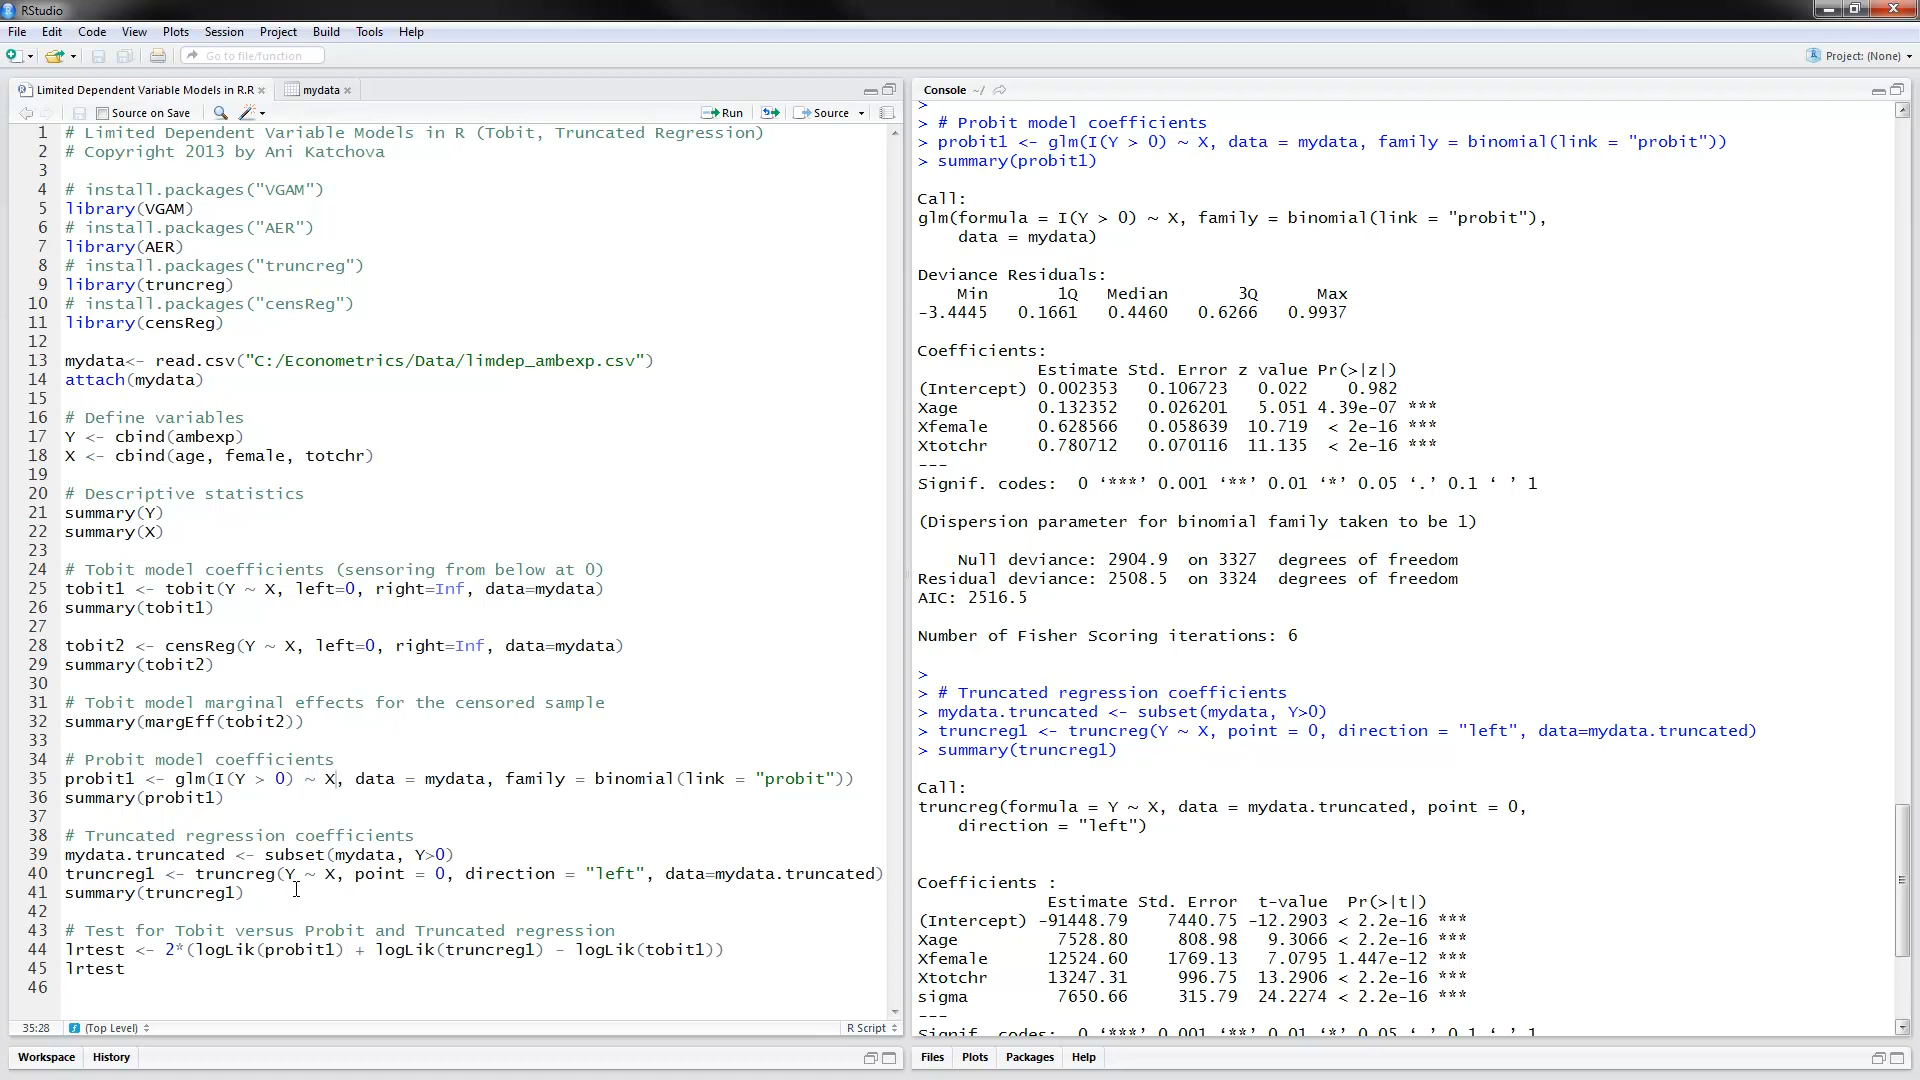 RStudio
File Edit Code View Plots Session Project Build Tools Help
Go to file/function
Project: (None)
Limited Dependent Variable Models in R.R
mydata
Source on Save
Run
Source
1 # Limited Dependent Variable Models in R (Tobit, Truncated Regression)
2 # Copyright 2013 by Ani Katchova
3
4 # install.packages("VGAM")
5 library(VGAM)
6 # install.packages("AER")
7 library(AER)
8 # install.packages("truncreg")
9 library(truncreg)
10 # install.packages("censReg")
11 library(censReg)
12
13 mydata<- read.csv("C:/Econometrics/Data/limdep_ambexp.csv")
14 attach(mydata)
15
16 # Define variables
17 Y <- cbind(ambexp)
18 X <- cbind(age, female, totchr)
19
20 # Descriptive statistics
21 summary(Y)
22 summary(X)
23
24 # Tobit model coefficients (sensoring from below at 0)
25 tobit1 <- tobit(Y ~ X, left=0, right=Inf, data=mydata)
26 summary(tobit1)
27
28 tobit2 <- censReg(Y ~ X, left=0, right=Inf, data=mydata)
29 summary(tobit2)
30
31 # Tobit model marginal effects for the censored sample
32 summary(margEff(tobit2))
33
34 # Probit model coefficients
35 probit1 <- glm(I(Y > 0) ~ X, data = mydata, family = binomial(link = "probit"))
36 summary(probit1)
37
38 # Truncated regression coefficients
39 mydata.truncated <- subset(mydata, Y>0)
40 truncreg1 <- truncreg(Y ~ X, point = 0, direction = "left", data=mydata.truncated)
41 summary(truncreg1)
42
43 # Test for Tobit versus Probit and Truncated regression
44 lrtest <- 2*(logLik(probit1) + logLik(truncreg1) - logLik(tobit1))
45 lrtest
46
35:28 (Top Level) R Script
Workspace History
Console ~/
>
> # Probit model coefficients
> probit1 <- glm(I(Y > 0) ~ X, data = mydata, family = binomial(link = "probit"))
> summary(probit1)
Call:
glm(formula = I(Y > 0) ~ X, family = binomial(link = "probit"),
data = mydata)
Deviance Residuals:
Min 1Q Median 3Q Max
-3.4445 0.1661 0.4460 0.6266 0.9937
Coefficients:
Estimate Std. Error z value Pr(>|z|)
(Intercept) 0.002353 0.106723 0.022 0.982
Xage 0.132352 0.026201 5.051 4.39e-07 ***
Xfemale 0.628566 0.058639 10.719 < 2e-16 ***
Xtotchr 0.780712 0.070116 11.135 < 2e-16 ***
---
Signif. codes: 0 ‘***’ 0.001 ‘**’ 0.01 ‘*’ 0.05 ‘.’ 0.1 ‘ ’ 1
(Dispersion parameter for binomial family taken to be 1)
Null deviance: 2904.9 on 3327 degrees of freedom
Residual deviance: 2508.5 on 3324 degrees of freedom
AIC: 2516.5
Number of Fisher Scoring iterations: 6
>
> # Truncated regression coefficients
> mydata.truncated <- subset(mydata, Y>0)
> truncreg1 <- truncreg(Y ~ X, point = 0, direction = "left", data=mydata.truncated)
> summary(truncreg1)
Call:
truncreg(formula = Y ~ X, data = mydata.truncated, point = 0,
direction = "left")
Coefficients :
Estimate Std. Error t-value Pr(>|t|)
(Intercept) -91448.79 7440.75 -12.2903 < 2.2e-16 ***
Xage 7528.80 808.98 9.3066 < 2.2e-16 ***
Xfemale 12524.60 1769.13 7.0795 1.447e-12 ***
Xtotchr 13247.31 996.75 13.2906 < 2.2e-16 ***
sigma 7650.66 315.79 24.2274 < 2.2e-16 ***
---
Signif. codes: 0 ‘***’ 0.001 ‘**’ 0.01 ‘*’ 0.05 ‘.’ 0.1 ‘ ’ 1
Files Plots Packages Help